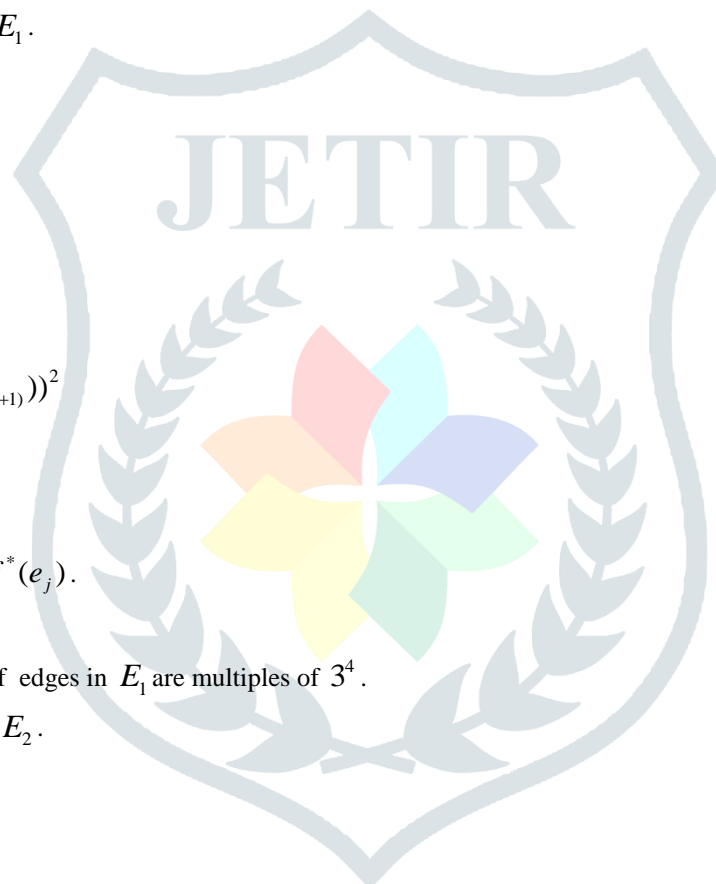 E₁.
JETIR
₊₁₎))²
*(eⱼ).
f edges in E₁ are multiples of 3⁴.
E₂.